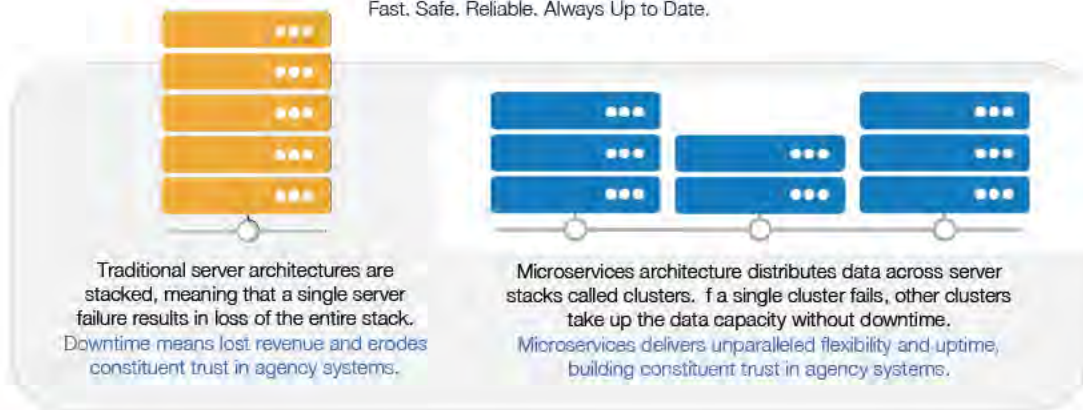 Fast. Safe. Reliable. Always Up to Date.
Traditional server architectures are
stacked, meaning that a single server
failure results in loss of the entire stack.
Downtime means lost revenue and erodes
constituent trust in agency systems.
Microservices architecture distributes data across server
stacks called clusters. f a single cluster fails, other clusters
take up the data capacity without downtime.
Microservices delivers unparalleled flexibility and uptime,
building constituent trust in agency systems.